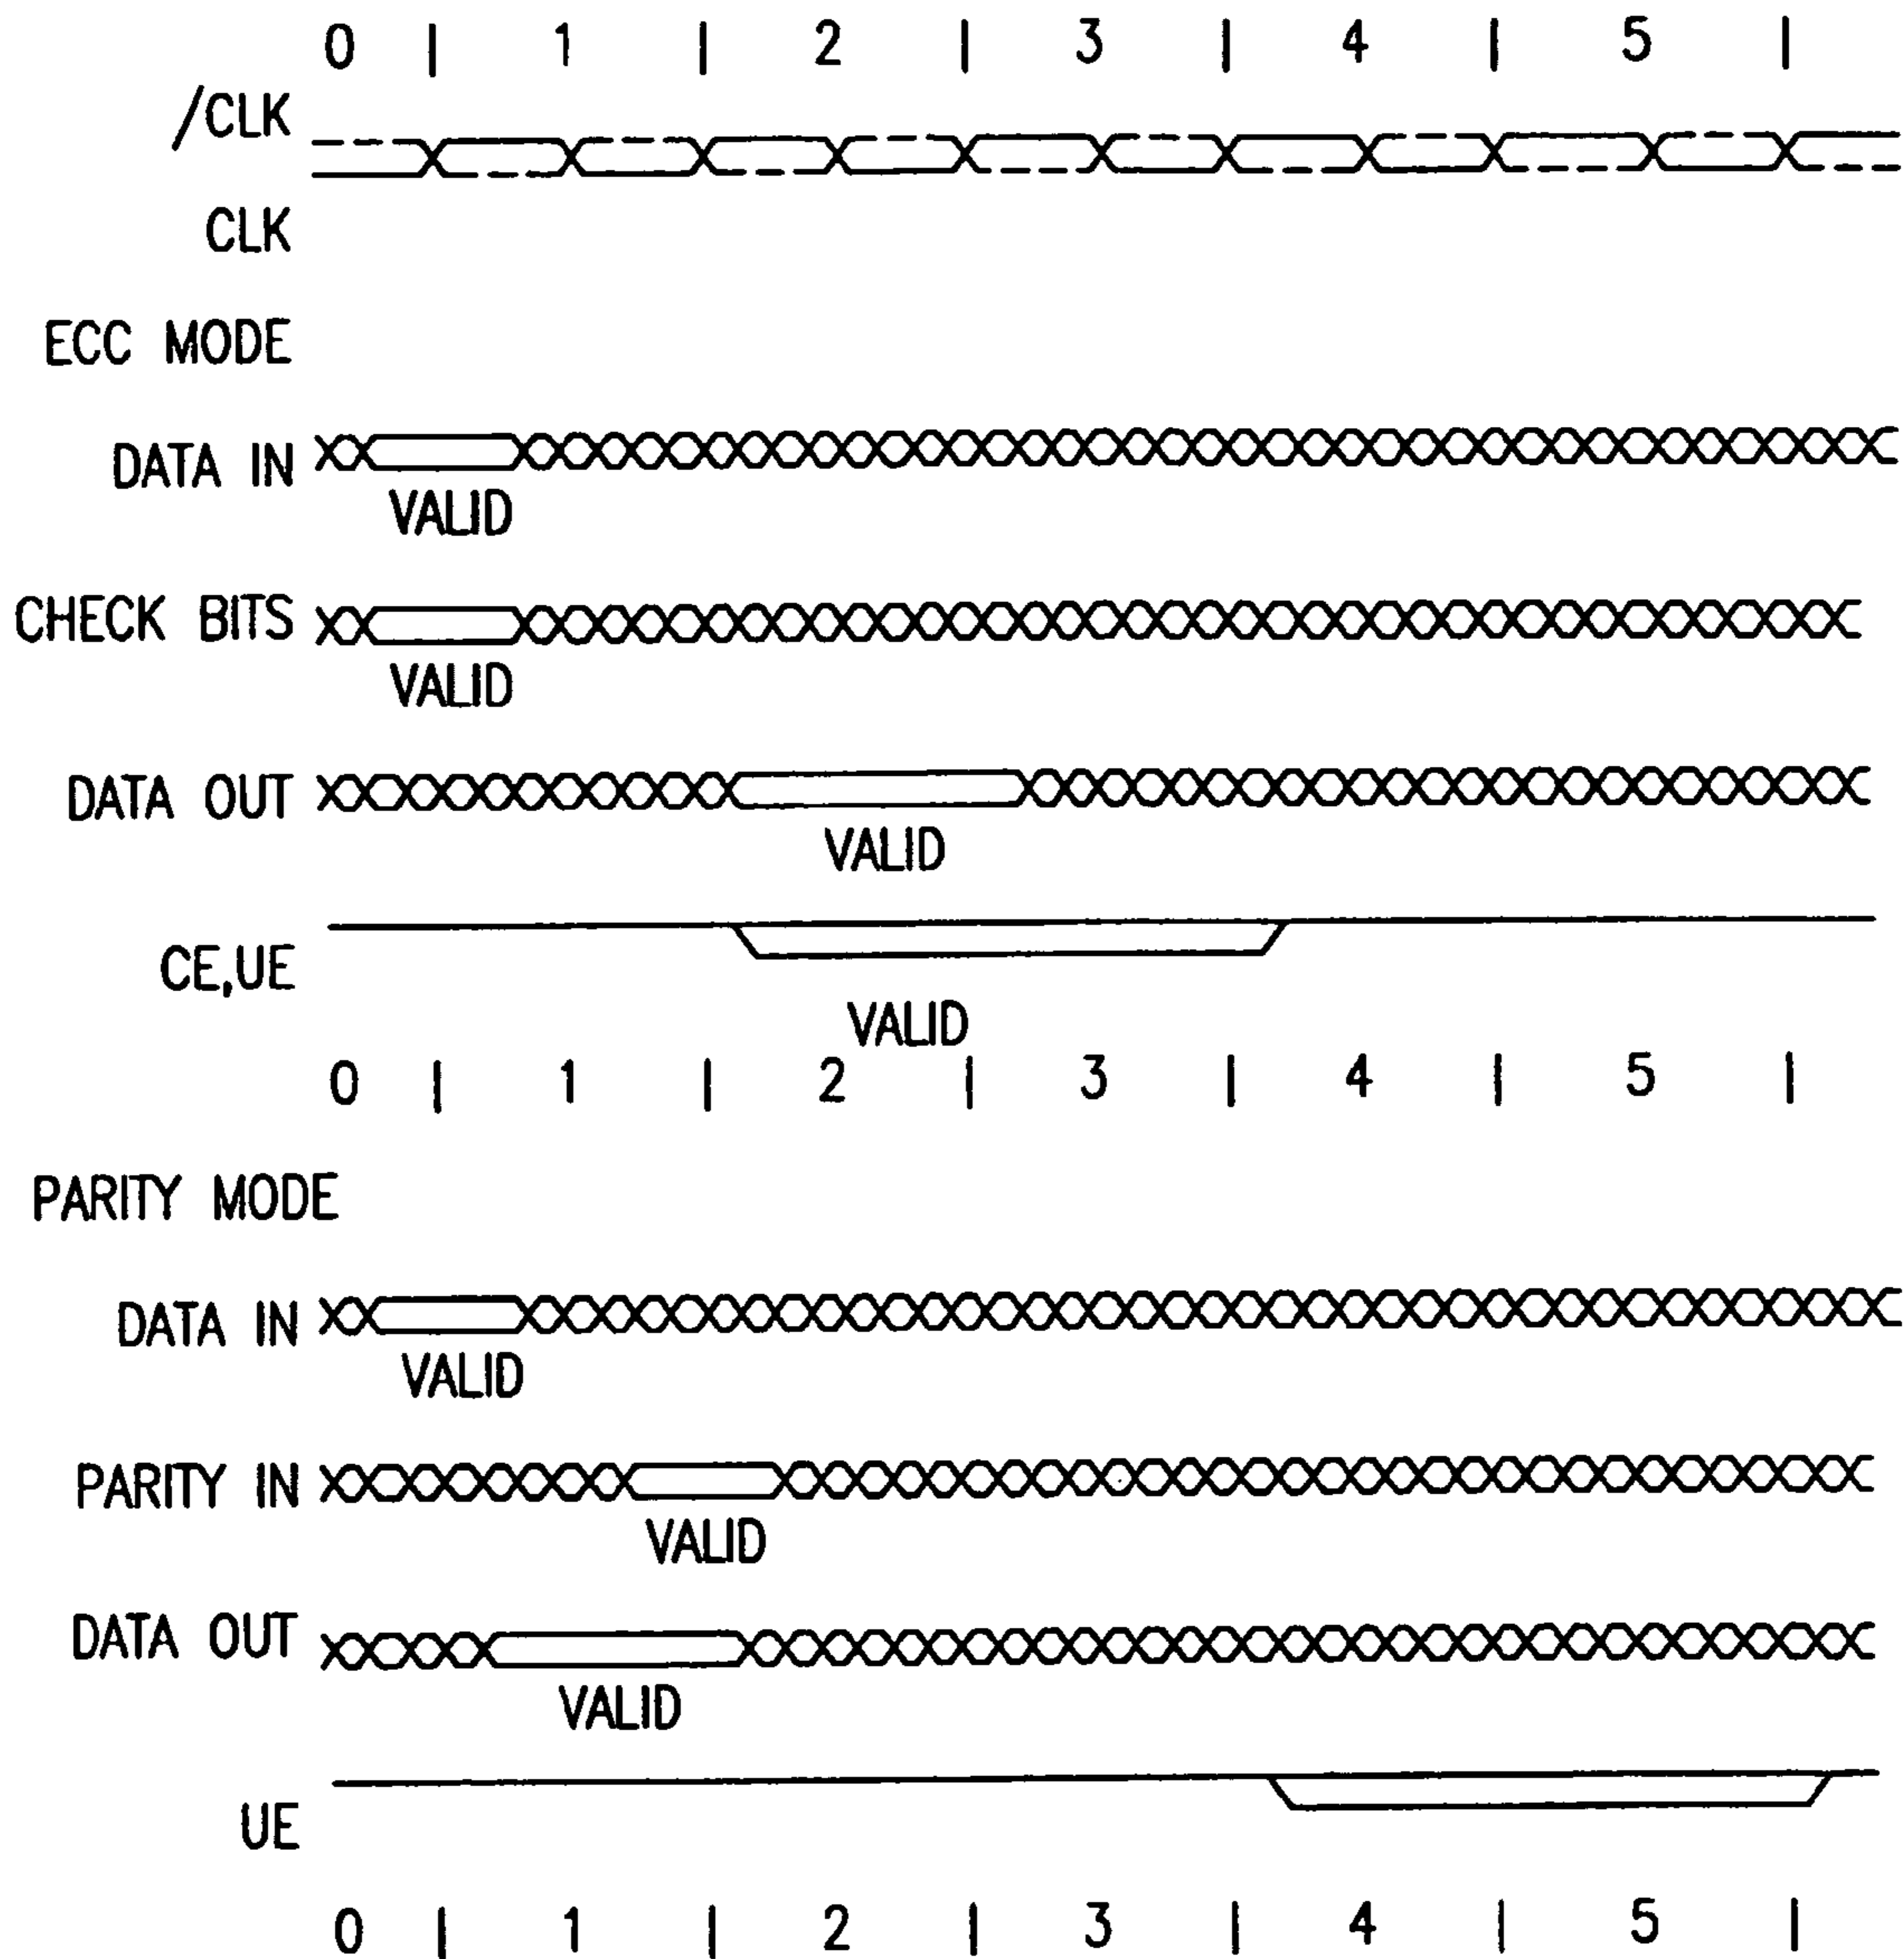 0 | 1 | 2 | 3 | 4 | 5 |
/CLK
CLK
ECC MODE
DATA IN
VALID
CHECK BITS
VALID
DATA OUT
VALID
CE,UE
VALID
0 | 1 | 2 | 3 | 4 | 5 |
PARITY MODE
DATA IN
VALID
PARITY IN
VALID
DATA OUT
VALID
UE
0 | 1 | 2 | 3 | 4 | 5 |